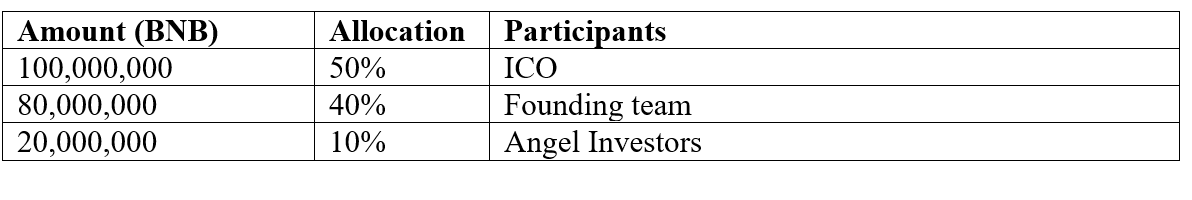 Amount (BNB) Allocation Participants
100,000,000 50% ICO
80,000,000 40% Founding team
20,000,000 10% Angel Investors